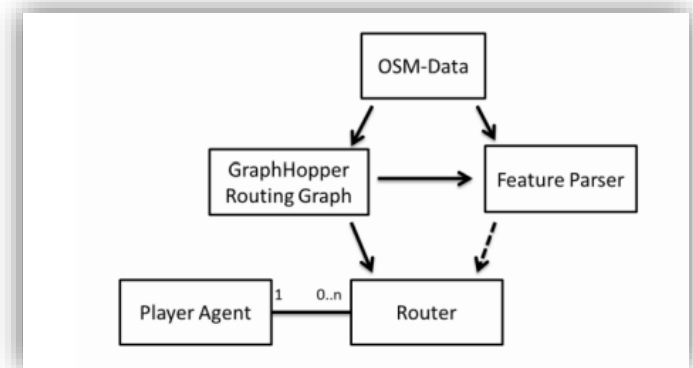 OSM-Data
GraphHopper
Routing Graph
Feature Parser
Player Agent
1
0..n
Router